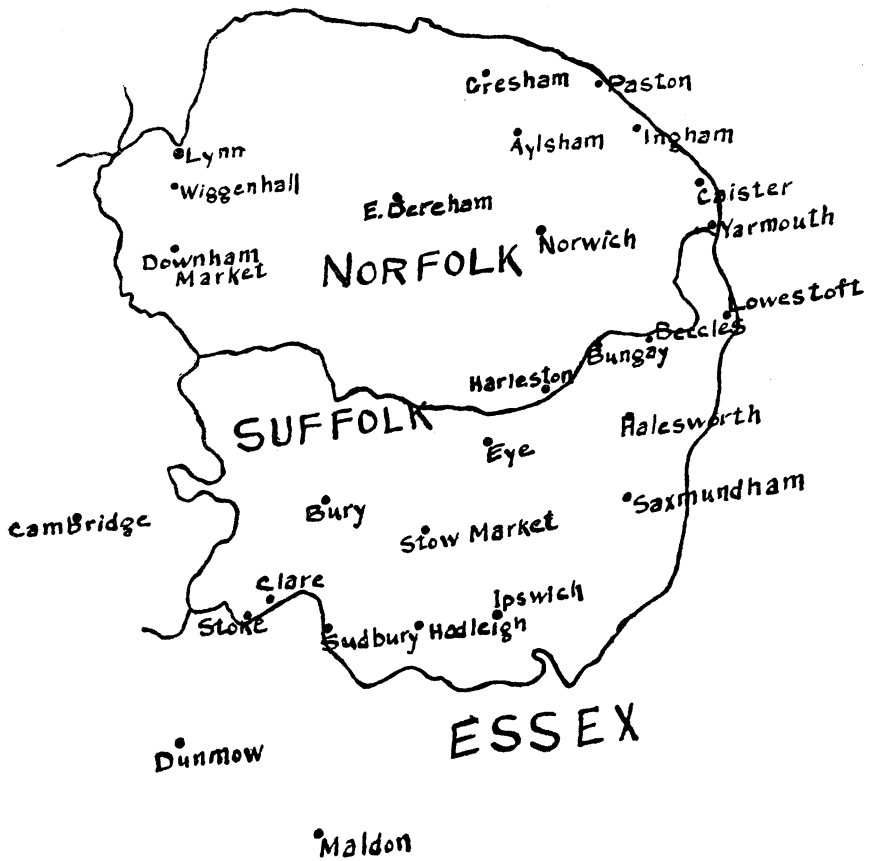 Gresham
Paston
Aylsham
Ingham
Lynn
Wiggenhall
Caister
E. Dereham
Yarmouth
Norwich
Downham
Market
NORFOLK
Lowestoft
Beccles
Bungay
Harleston
SUFFOLK
Halesworth
Eye
Saxmundham
Bury
CamBridge
Stow Market
Clare
Ipswich
Stoke
Sudbury
Hadleigh
ESSEX
Dunmow
Maldon